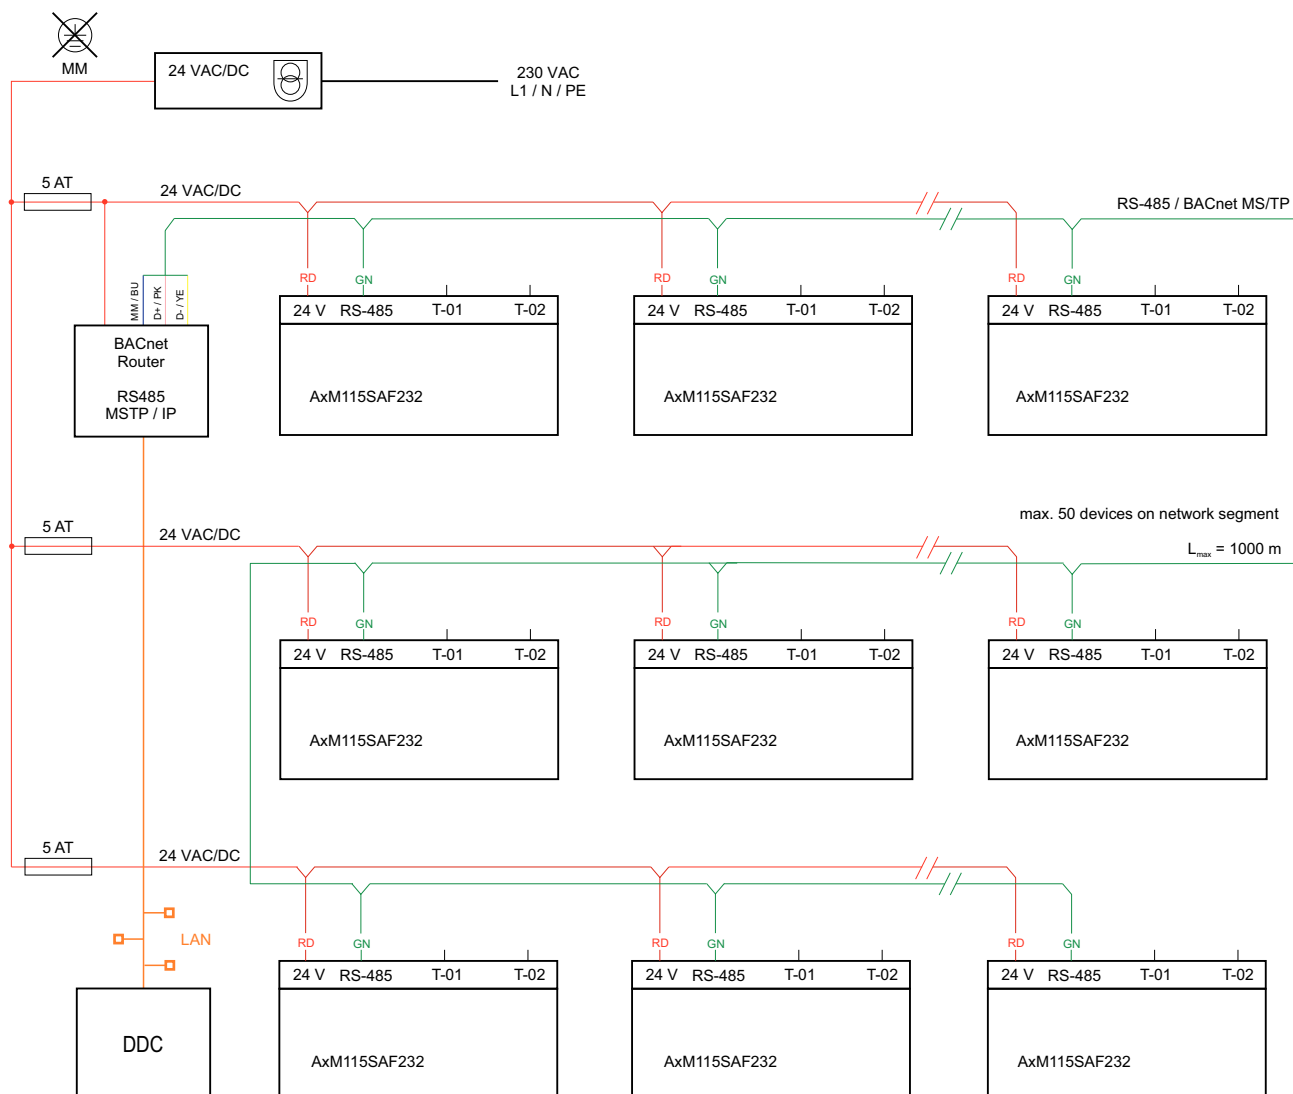 MM
24 VAC/DC
230 VAC
L1 / N / PE
5 AT
24 VAC/DC
RS-485 / BACnet MS/TP
MM / BU
D+ / PK
D- / YE
RD
GN
RD
GN
RD
GN
24 V RS-485 T-01 T-02
24 V RS-485 T-01 T-02
24 V RS-485 T-01 T-02
BACnet
Router
RS485
MSTP / IP
AxM115SAF232
AxM115SAF232
AxM115SAF232
max. 50 devices on network segment
5 AT
24 VAC/DC
Lmax = 1000 m
RD
GN
RD
GN
RD
GN
24 V RS-485 T-01 T-02
24 V RS-485 T-01 T-02
24 V RS-485 T-01 T-02
AxM115SAF232
AxM115SAF232
AxM115SAF232
5 AT
24 VAC/DC
LAN
RD
GN
RD
GN
RD
GN
24 V RS-485 T-01 T-02
24 V RS-485 T-01 T-02
24 V RS-485 T-01 T-02
DDC
AxM115SAF232
AxM115SAF232
AxM115SAF232